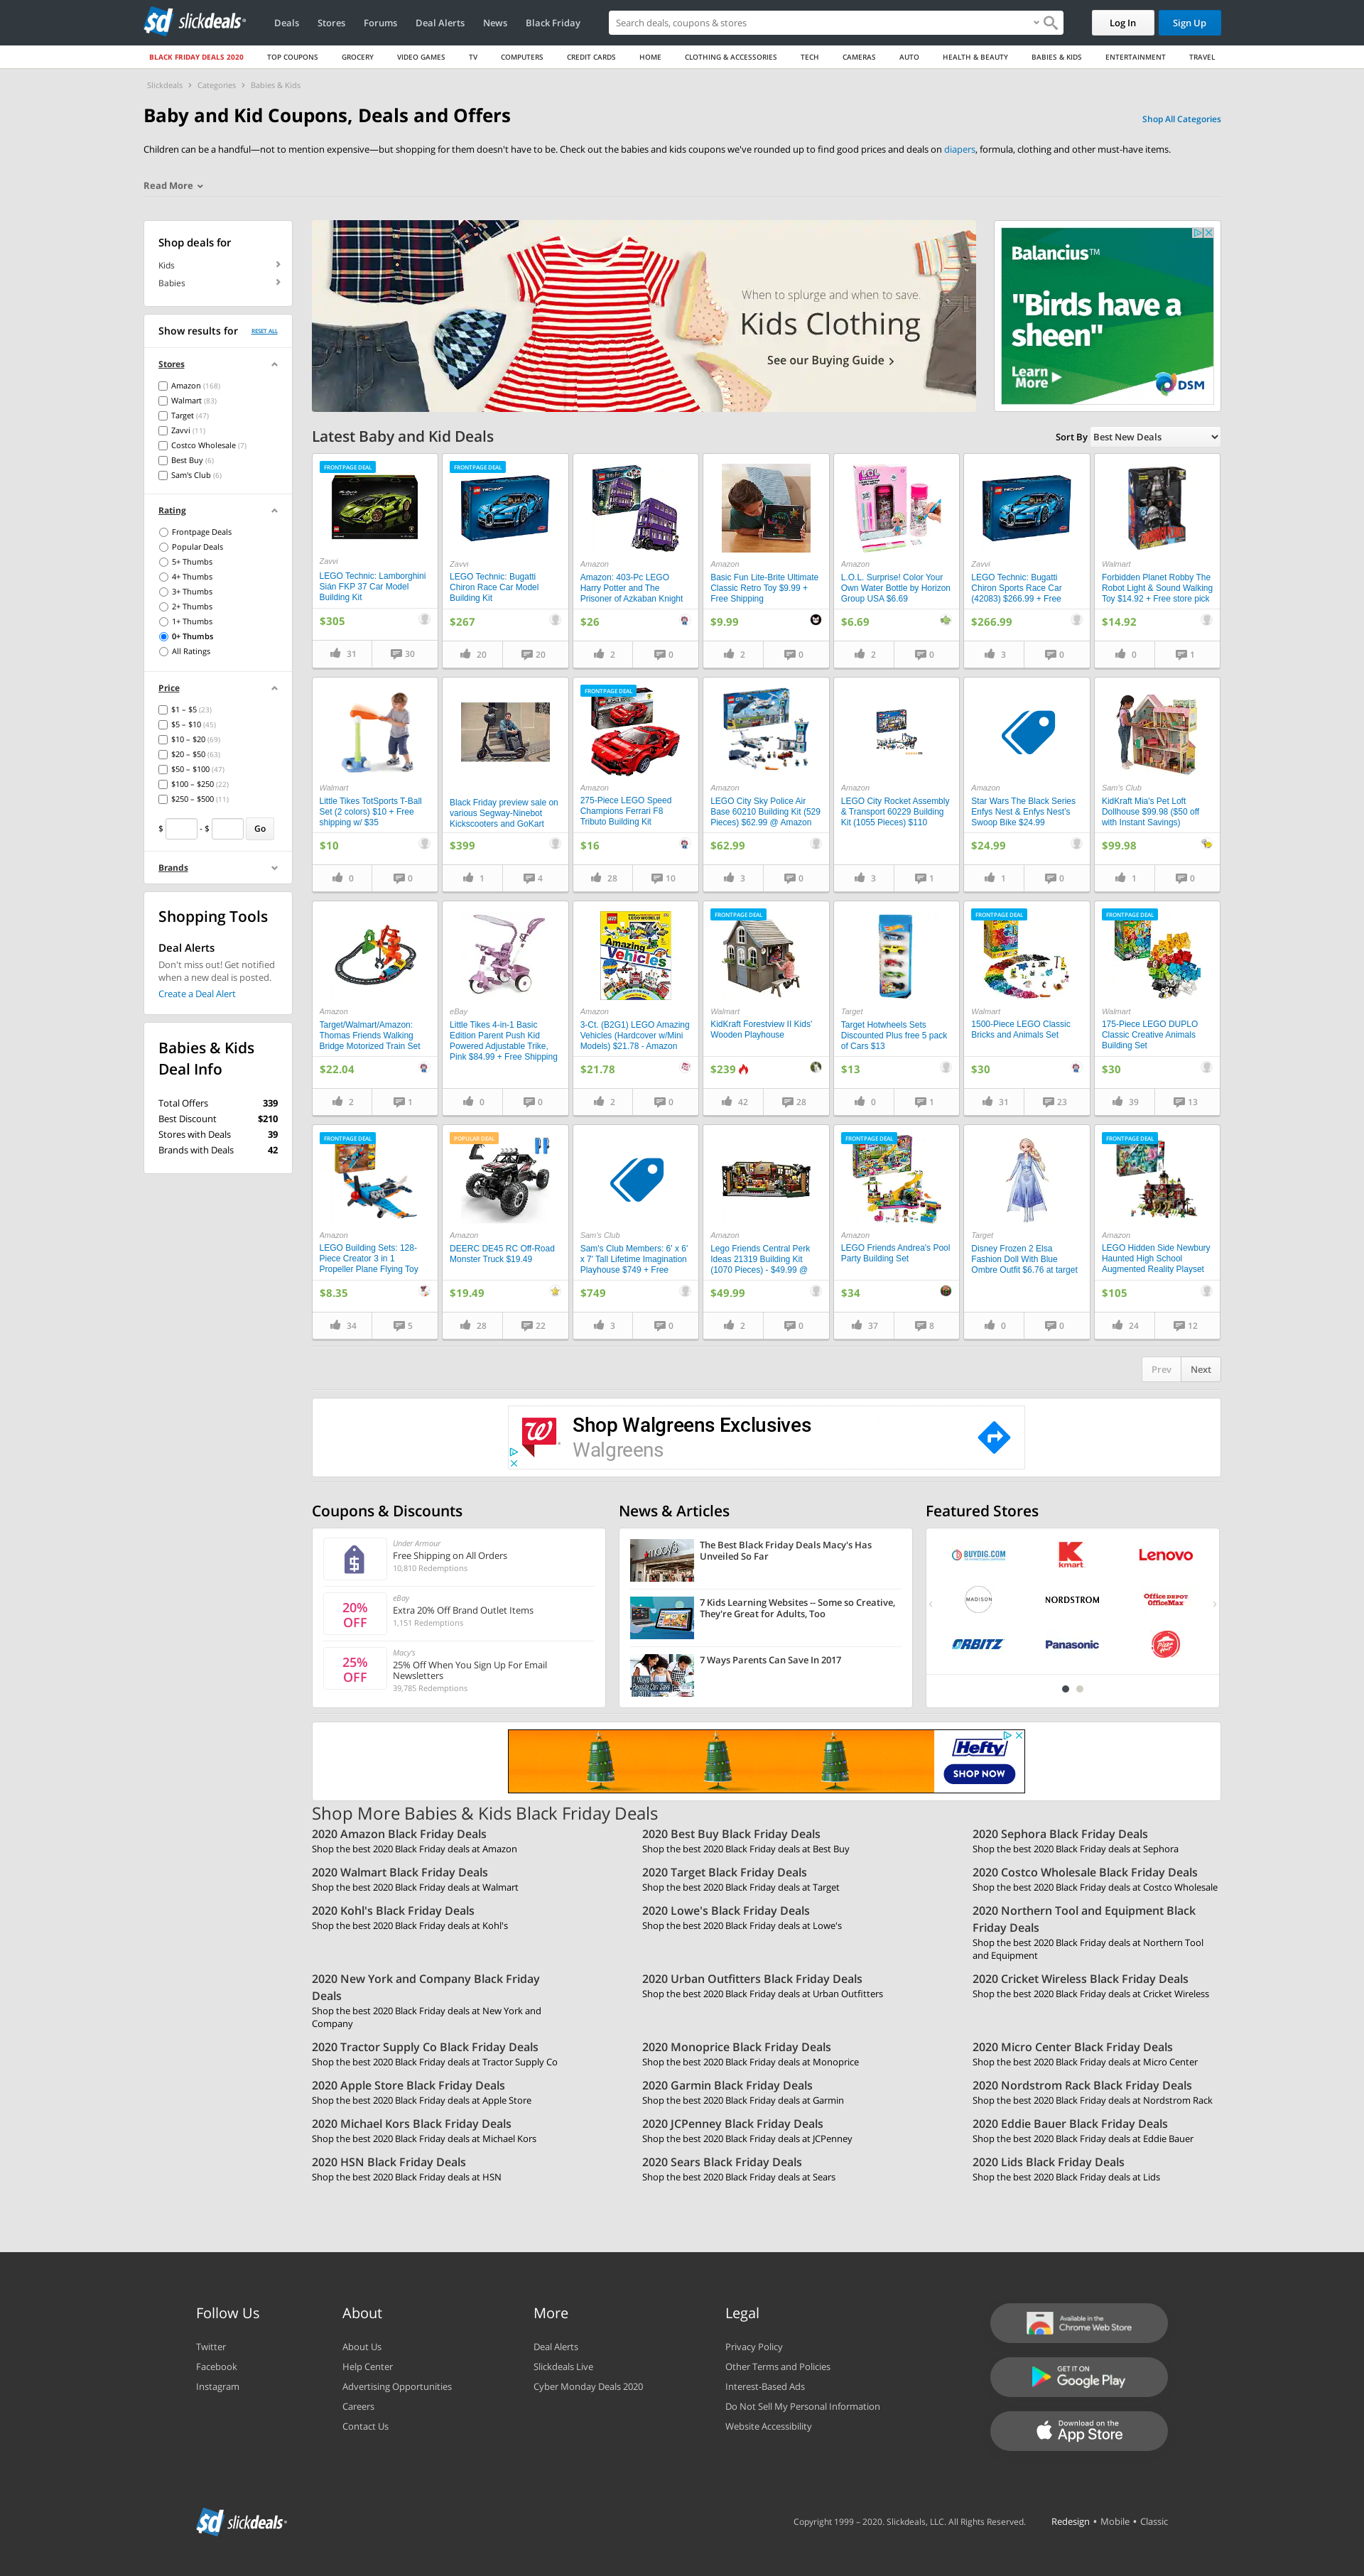 sd slickdeals
Deals Stores Forums Deal Alerts News Black Friday
Search deals, coupons & stores
Log In Sign Up
BLACK FRIDAY DEALS 2020 TOP COUPONS GROCERY VIDEO GAMES TV COMPUTERS CREDIT CARDS HOME CLOTHING & ACCESSORIES TECH CAMERAS AUTO HEALTH & BEAUTY BABIES & KIDS ENTERTAINMENT TRAVEL
Slickdeals › Categories › Babies & Kids
Baby and Kid Coupons, Deals and Offers
Shop All Categories
Children can be a handful—not to mention expensive—but shopping for them doesn't have to be. Check out the babies and kids coupons we've rounded up to find good prices and deals on diapers, formula, clothing and other must-have items.
Read More
Shop deals for
Kids
Babies
Show results for RESET ALL
Stores
Amazon (168)
Walmart (83)
Target (47)
Zavvi (11)
Costco Wholesale (7)
Best Buy (6)
Sam's Club (6)
Rating
Frontpage Deals
Popular Deals
5+ Thumbs
4+ Thumbs
3+ Thumbs
2+ Thumbs
1+ Thumbs
0+ Thumbs
All Ratings
Price
$1 – $5 (23)
$5 – $10 (45)
$10 – $20 (69)
$20 – $50 (63)
$50 – $100 (47)
$100 – $250 (22)
$250 – $500 (11)
$ - $ Go
Brands
Shopping Tools
Deal Alerts
Don't miss out! Get notified
when a new deal is posted.
Create a Deal Alert
Babies & Kids
Deal Info
Total Offers 339
Best Discount $210
Stores with Deals 39
Brands with Deals 42
When to splurge and when to save.
Kids Clothing
See our Buying Guide
Balancius™
"Birds have a
sheen"
Learn
More
DSM
Latest Baby and Kid Deals
Sort By Best New Deals
FRONTPAGE DEAL
Zavvi
LEGO Technic: Lamborghini
Sián FKP 37 Car Model
Building Kit
$305
31 30
FRONTPAGE DEAL
Zavvi
LEGO Technic: Bugatti
Chiron Race Car Model
Building Kit
$267
20 20
Amazon
Amazon: 403-Pc LEGO
Harry Potter and The
Prisoner of Azkaban Knight
$26
2 0
Amazon
Basic Fun Lite-Brite Ultimate
Classic Retro Toy $9.99 +
Free Shipping
$9.99
2 0
Amazon
L.O.L. Surprise! Color Your
Own Water Bottle by Horizon
Group USA $6.69
$6.69
2 0
Zavvi
LEGO Technic: Bugatti
Chiron Sports Race Car
(42083) $266.99 + Free
$266.99
3 0
Walmart
Forbidden Planet Robby The
Robot Light & Sound Walking
Toy $14.92 + Free store pick
$14.92
0 1
Walmart
Little Tikes TotSports T-Ball
Set (2 colors) $10 + Free
shipping w/ $35
$10
0 0
Black Friday preview sale on
various Segway-Ninebot
Kickscooters and GoKart
$399
1 4
FRONTPAGE DEAL
Amazon
275-Piece LEGO Speed
Champions Ferrari F8
Tributo Building Kit
$16
28 10
Amazon
LEGO City Sky Police Air
Base 60210 Building Kit (529
Pieces) $62.99 @ Amazon
$62.99
3 0
Amazon
LEGO City Rocket Assembly
& Transport 60229 Building
Kit (1055 Pieces) $110
3 1
Amazon
Star Wars The Black Series
Enfys Nest & Enfys Nest's
Swoop Bike $24.99
$24.99
1 0
Sam's Club
KidKraft Mia's Pet Loft
Dollhouse $99.98 ($50 off
with Instant Savings)
$99.98
1 0
Amazon
Target/Walmart/Amazon:
Thomas Friends Walking
Bridge Motorized Train Set
$22.04
2 1
eBay
Little Tikes 4-in-1 Basic
Edition Parent Push Kid
Powered Adjustable Trike,
Pink $84.99 + Free Shipping
0 0
Amazing Vehicles
Amazon
3-Ct. (B2G1) LEGO Amazing
Vehicles (Hardcover w/Mini
Models) $21.78 - Amazon
$21.78
2 0
FRONTPAGE DEAL
Walmart
KidKraft Forestview II Kids'
Wooden Playhouse
$239
42 28
Target
Target Hotwheels Sets
Discounted Plus free 5 pack
of Cars $13
$13
0 1
FRONTPAGE DEAL
Walmart
1500-Piece LEGO Classic
Bricks and Animals Set
$30
31 23
FRONTPAGE DEAL
Walmart
175-Piece LEGO DUPLO
Classic Creative Animals
Building Set
$30
39 13
FRONTPAGE DEAL
Amazon
LEGO Building Sets: 128-
Piece Creator 3 in 1
Propeller Plane Flying Toy
$8.35
34 5
POPULAR DEAL
Amazon
DEERC DE45 RC Off-Road
Monster Truck $19.49
$19.49
28 22
Sam's Club
Sam's Club Members: 6' x 6'
x 7' Tall Lifetime Imagination
Playhouse $749 + Free
$749
3 0
Amazon
Lego Friends Central Perk
Ideas 21319 Building Kit
(1070 Pieces) - $49.99 @
$49.99
2 0
FRONTPAGE DEAL
Amazon
LEGO Friends Andrea's Pool
Party Building Set
$34
37 8
Target
Disney Frozen 2 Elsa
Fashion Doll With Blue
Ombre Outfit $6.76 at target
0 0
FRONTPAGE DEAL
Amazon
LEGO Hidden Side Newbury
Haunted High School
Augmented Reality Playset
$105
24 12
Prev Next
Shop Walgreens Exclusives
Walgreens
Coupons & Discounts
Under Armour
Free Shipping on All Orders
10,810 Redemptions
20%
OFF
eBay
Extra 20% Off Brand Outlet Items
1,151 Redemptions
25%
OFF
Macy's
25% Off When You Sign Up For Email
Newsletters
39,785 Redemptions
News & Articles
The Best Black Friday Deals Macy's Has
Unveiled So Far
7 Kids Learning Websites -- Some so Creative,
They're Great for Adults, Too
7 Ways Parents Can Save In 2017
Featured Stores
BUYDIG.COM kmart Lenovo
MADISON NORDSTROM Office DEPOT OfficeMax
ORBITZ Panasonic Pizza Hut
Hefty
SHOP NOW
Shop More Babies & Kids Black Friday Deals
2020 Amazon Black Friday Deals
Shop the best 2020 Black Friday deals at Amazon
2020 Best Buy Black Friday Deals
Shop the best 2020 Black Friday deals at Best Buy
2020 Sephora Black Friday Deals
Shop the best 2020 Black Friday deals at Sephora
2020 Walmart Black Friday Deals
Shop the best 2020 Black Friday deals at Walmart
2020 Target Black Friday Deals
Shop the best 2020 Black Friday deals at Target
2020 Costco Wholesale Black Friday Deals
Shop the best 2020 Black Friday deals at Costco Wholesale
2020 Kohl's Black Friday Deals
Shop the best 2020 Black Friday deals at Kohl's
2020 Lowe's Black Friday Deals
Shop the best 2020 Black Friday deals at Lowe's
2020 Northern Tool and Equipment Black
Friday Deals
Shop the best 2020 Black Friday deals at Northern Tool
and Equipment
2020 New York and Company Black Friday
Deals
Shop the best 2020 Black Friday deals at New York and
Company
2020 Urban Outfitters Black Friday Deals
Shop the best 2020 Black Friday deals at Urban Outfitters
2020 Cricket Wireless Black Friday Deals
Shop the best 2020 Black Friday deals at Cricket Wireless
2020 Tractor Supply Co Black Friday Deals
Shop the best 2020 Black Friday deals at Tractor Supply Co
2020 Monoprice Black Friday Deals
Shop the best 2020 Black Friday deals at Monoprice
2020 Micro Center Black Friday Deals
Shop the best 2020 Black Friday deals at Micro Center
2020 Apple Store Black Friday Deals
Shop the best 2020 Black Friday deals at Apple Store
2020 Garmin Black Friday Deals
Shop the best 2020 Black Friday deals at Garmin
2020 Nordstrom Rack Black Friday Deals
Shop the best 2020 Black Friday deals at Nordstrom Rack
2020 Michael Kors Black Friday Deals
Shop the best 2020 Black Friday deals at Michael Kors
2020 JCPenney Black Friday Deals
Shop the best 2020 Black Friday deals at JCPenney
2020 Eddie Bauer Black Friday Deals
Shop the best 2020 Black Friday deals at Eddie Bauer
2020 HSN Black Friday Deals
Shop the best 2020 Black Friday deals at HSN
2020 Sears Black Friday Deals
Shop the best 2020 Black Friday deals at Sears
2020 Lids Black Friday Deals
Shop the best 2020 Black Friday deals at Lids
Follow Us
Twitter
Facebook
Instagram
About
About Us
Help Center
Advertising Opportunities
Careers
Contact Us
More
Deal Alerts
Slickdeals Live
Cyber Monday Deals 2020
Legal
Privacy Policy
Other Terms and Policies
Interest-Based Ads
Do Not Sell My Personal Information
Website Accessibility
Available in the
Chrome Web Store
GET IT ON
Google Play
Download on the
App Store
sd slickdeals
Copyright 1999 – 2020. Slickdeals, LLC. All Rights Reserved.
Redesign • Mobile • Classic